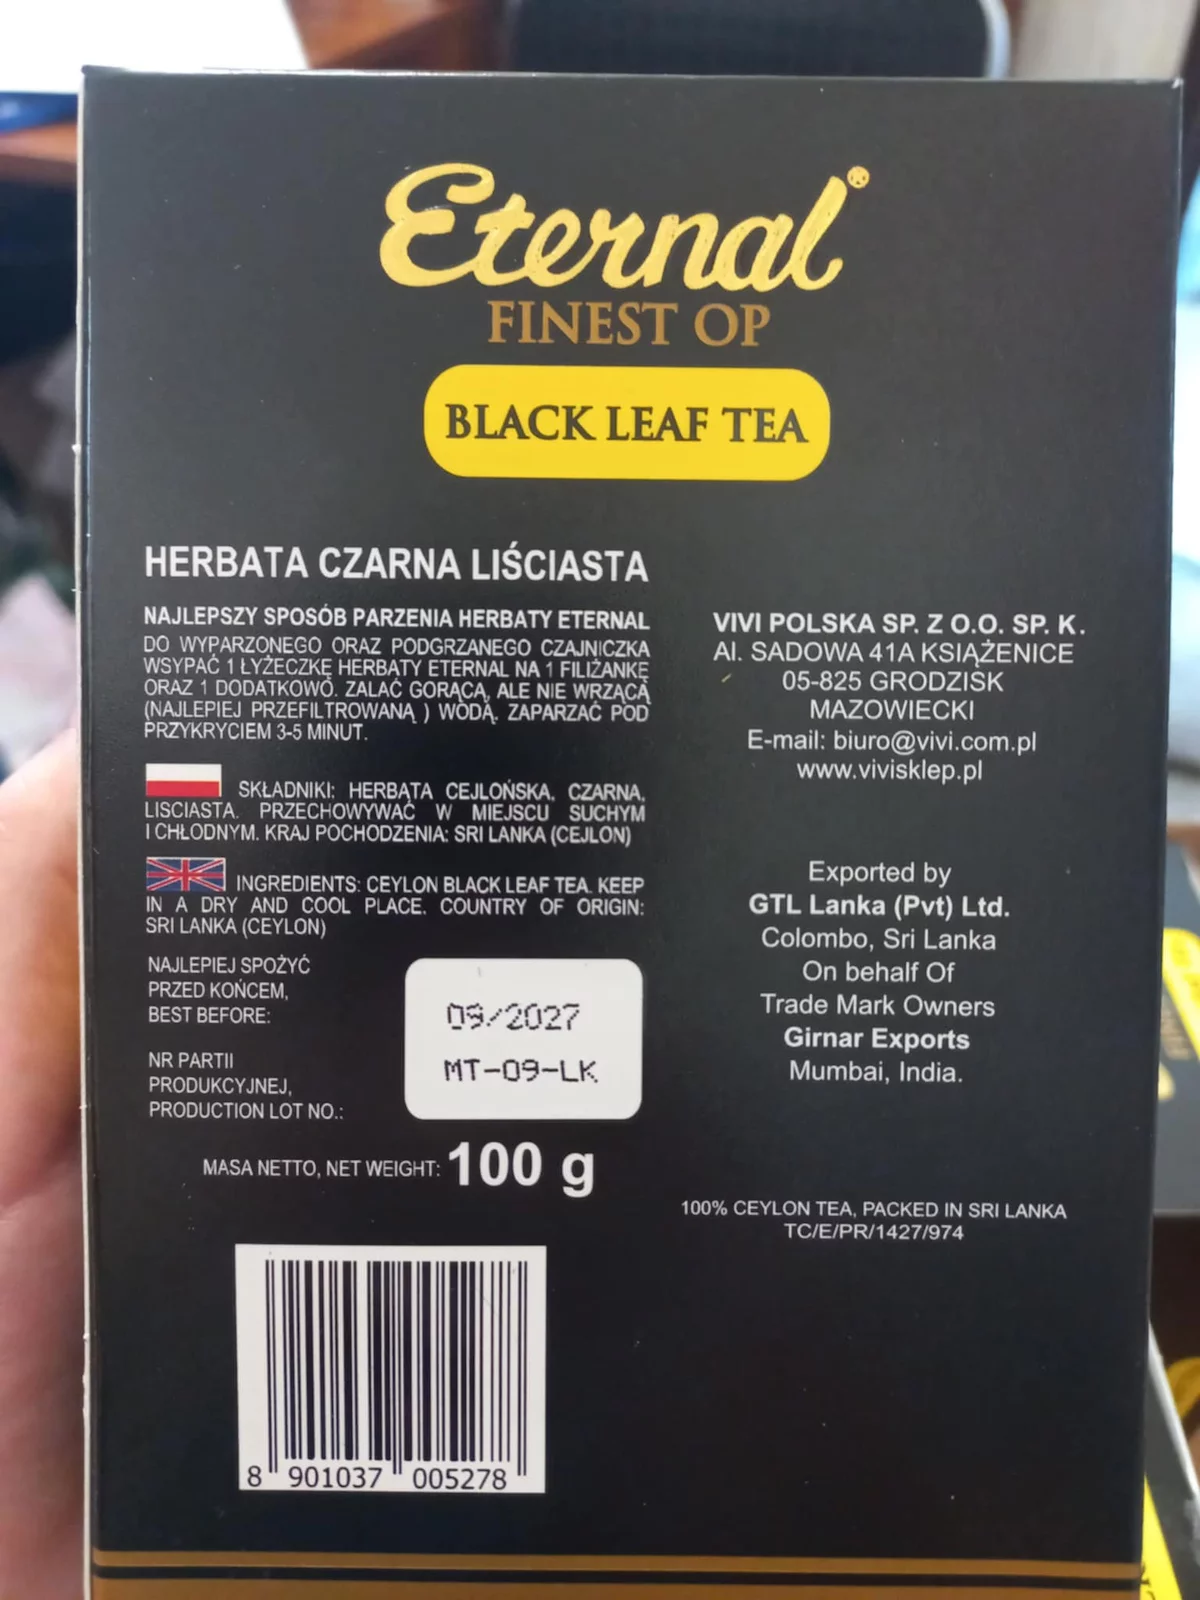 Eternal
FINEST OP
BLACK LEAF TEA
HERBATA CZARNA LIŚCIASTA
NAJLEPSZY SPOSÓB PARZENIA HERBATY ETERNAL
DO WYPARZONEGO ORAZ PODGRZANEGO CZAJNICZKA
WSYPAĆ 1 ŁYŻECZKĘ HERBATY ETERNAL NA 1 FILIŻANKĘ
ORAZ 1 DODATKOWO. ZALAĆ GORĄCĄ, ALE NIE WRZĄCĄ
(NAJLEPIEJ PRZEFILTROWANĄ ) WODĄ. ZAPARZAĆ POD
PRZYKRYCIEM 3-5 MINUT.
SKŁADNIKI: HERBATA CEJLOŃSKA, CZARNA,
LISCIASTA. PRZECHOWYWAĆ W MIEJSCU SUCHYM
I CHŁODNYM. KRAJ POCHODZENIA: SRI LANKA (CEJLON)
INGREDIENTS: CEYLON BLACK LEAF TEA. KEEP
IN A DRY AND COOL PLACE. COUNTRY OF ORIGIN:
SRI LANKA (CEYLON)
NAJLEPIEJ SPOŻYĆ
PRZED KOŃCEM,
BEST BEFORE:
09/2027
NR PARTII
PRODUKCYJNEJ,
PRODUCTION LOT NO.:
MT-09-LK
MASA NETTO, NET WEIGHT: 100 g
8 901037 005278
VIVI POLSKA SP. Z O.O. SP. K.
Al. SADOWA 41A KSIĄŻENICE
05-825 GRODZISK
MAZOWIECKI
E-mail: biuro@vivi.com.pl
www.vivisklep.pl
Exported by
GTL Lanka (Pvt) Ltd.
Colombo, Sri Lanka
On behalf Of
Trade Mark Owners
Girnar Exports
Mumbai, India.
100% CEYLON TEA, PACKED IN SRI LANKA
TC/E/PR/1427/974